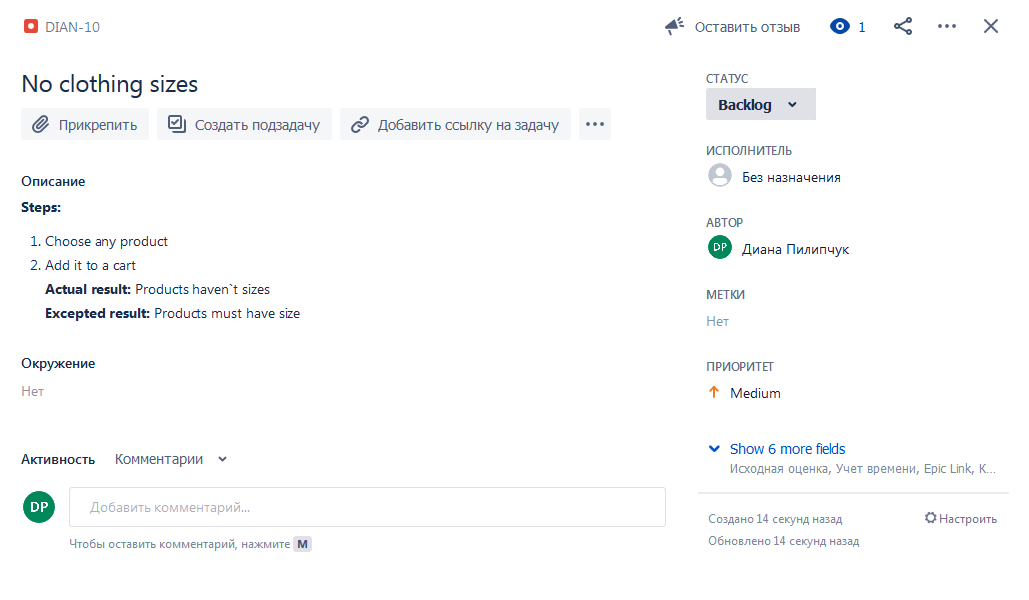 DIAN-10
Оставить отзыв
1
No clothing sizes
Прикрепить
Создать подзадачу
Добавить ссылку на задачу
Описание
Steps:
1. Choose any product
2. Add it to a cart
Actual result: Products haven`t sizes
Excepted result: Products must have size
Окружение
Нет
Активность Комментарии
DP
Добавить комментарий...
Чтобы оставить комментарий, нажмите M
СТАТУС
Backlog
ИСПОЛНИТЕЛЬ
Без назначения
АВТОР
DP Диана Пилипчук
МЕТКИ
Нет
ПРИОРИТЕТ
Medium
Show 6 more fields
Исходная оценка, Учет времени, Epic Link, К...
Создано 14 секунд назад
Настроить
Обновлено 14 секунд назад